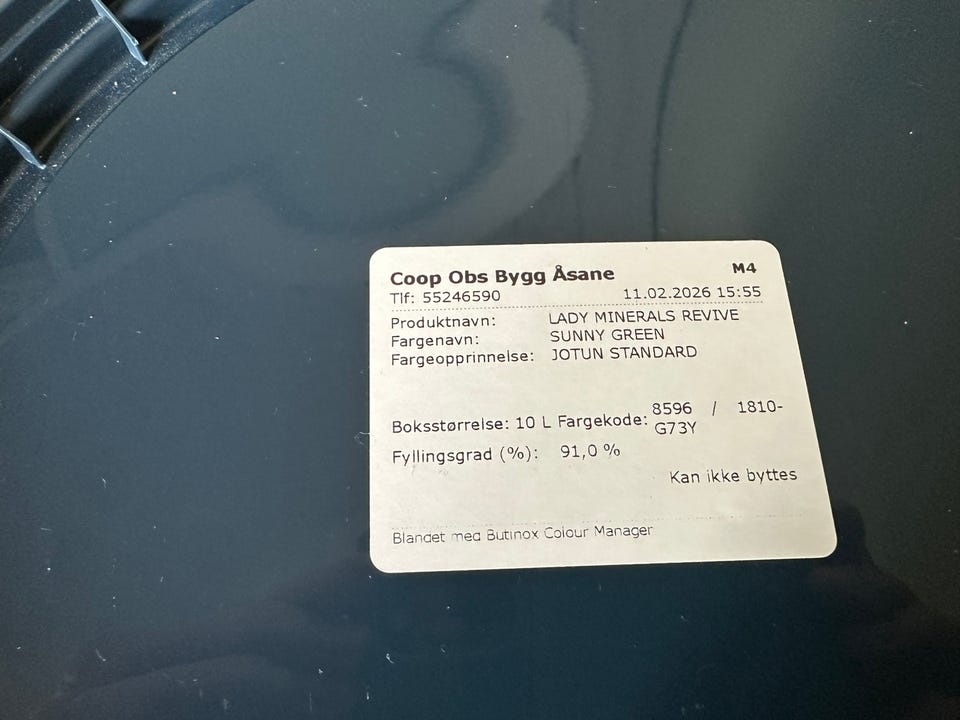 Coop Obs Bygg Åsane M4
Tlf: 55246590 11.02.2026 15:55
Produktnavn: LADY MINERALS REVIVE
Fargenavn: SUNNY GREEN
Fargeopprinnelse: JOTUN STANDARD
Boksstørrelse: 10 L Fargekode: 8596 / 1810-
G73Y
Fyllingsgrad (%): 91,0 %
Kan ikke byttes
Blandet med Butinox Colour Manager